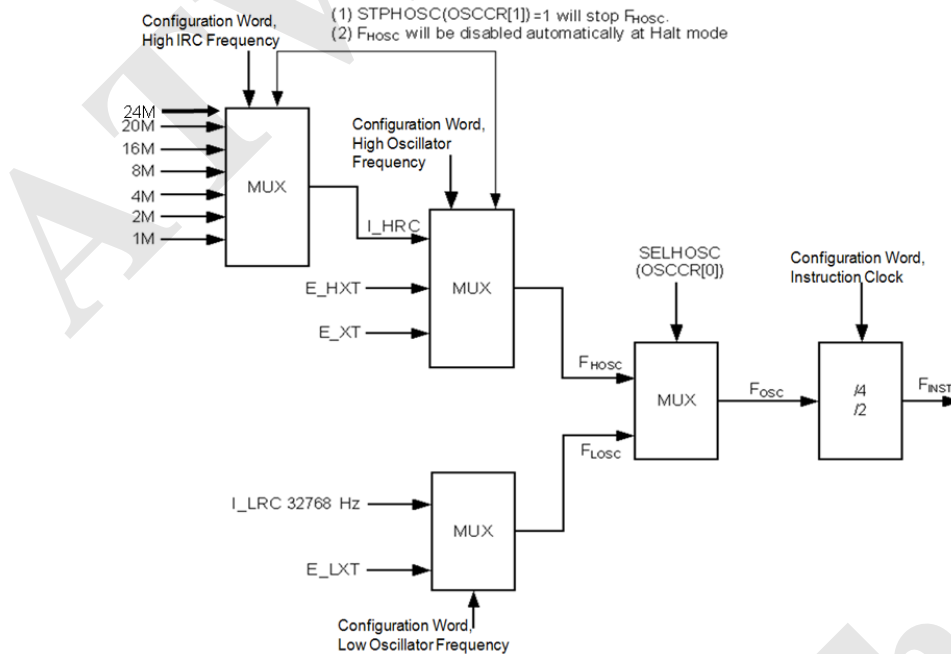 (1) STPHOSC(OSCCR[1])=1 will stop FHOSC.
(2) FHOSC will be disabled automatically at Halt mode
Configuration Word,
High IRC Frequency
24M
20M
16M
8M
4M
2M
1M
MUX
Configuration Word,
High Oscillator
Frequency
I_HRC
E_HXT
E_XT
MUX
FHOSC
SELHOSC
(OSCCR[0])
MUX
FOSC
Configuration Word,
Instruction Clock
/4
/2
FINST
FLOSC
I_LRC 32768 Hz
E_LXT
MUX
Configuration Word,
Low Oscillator Frequency